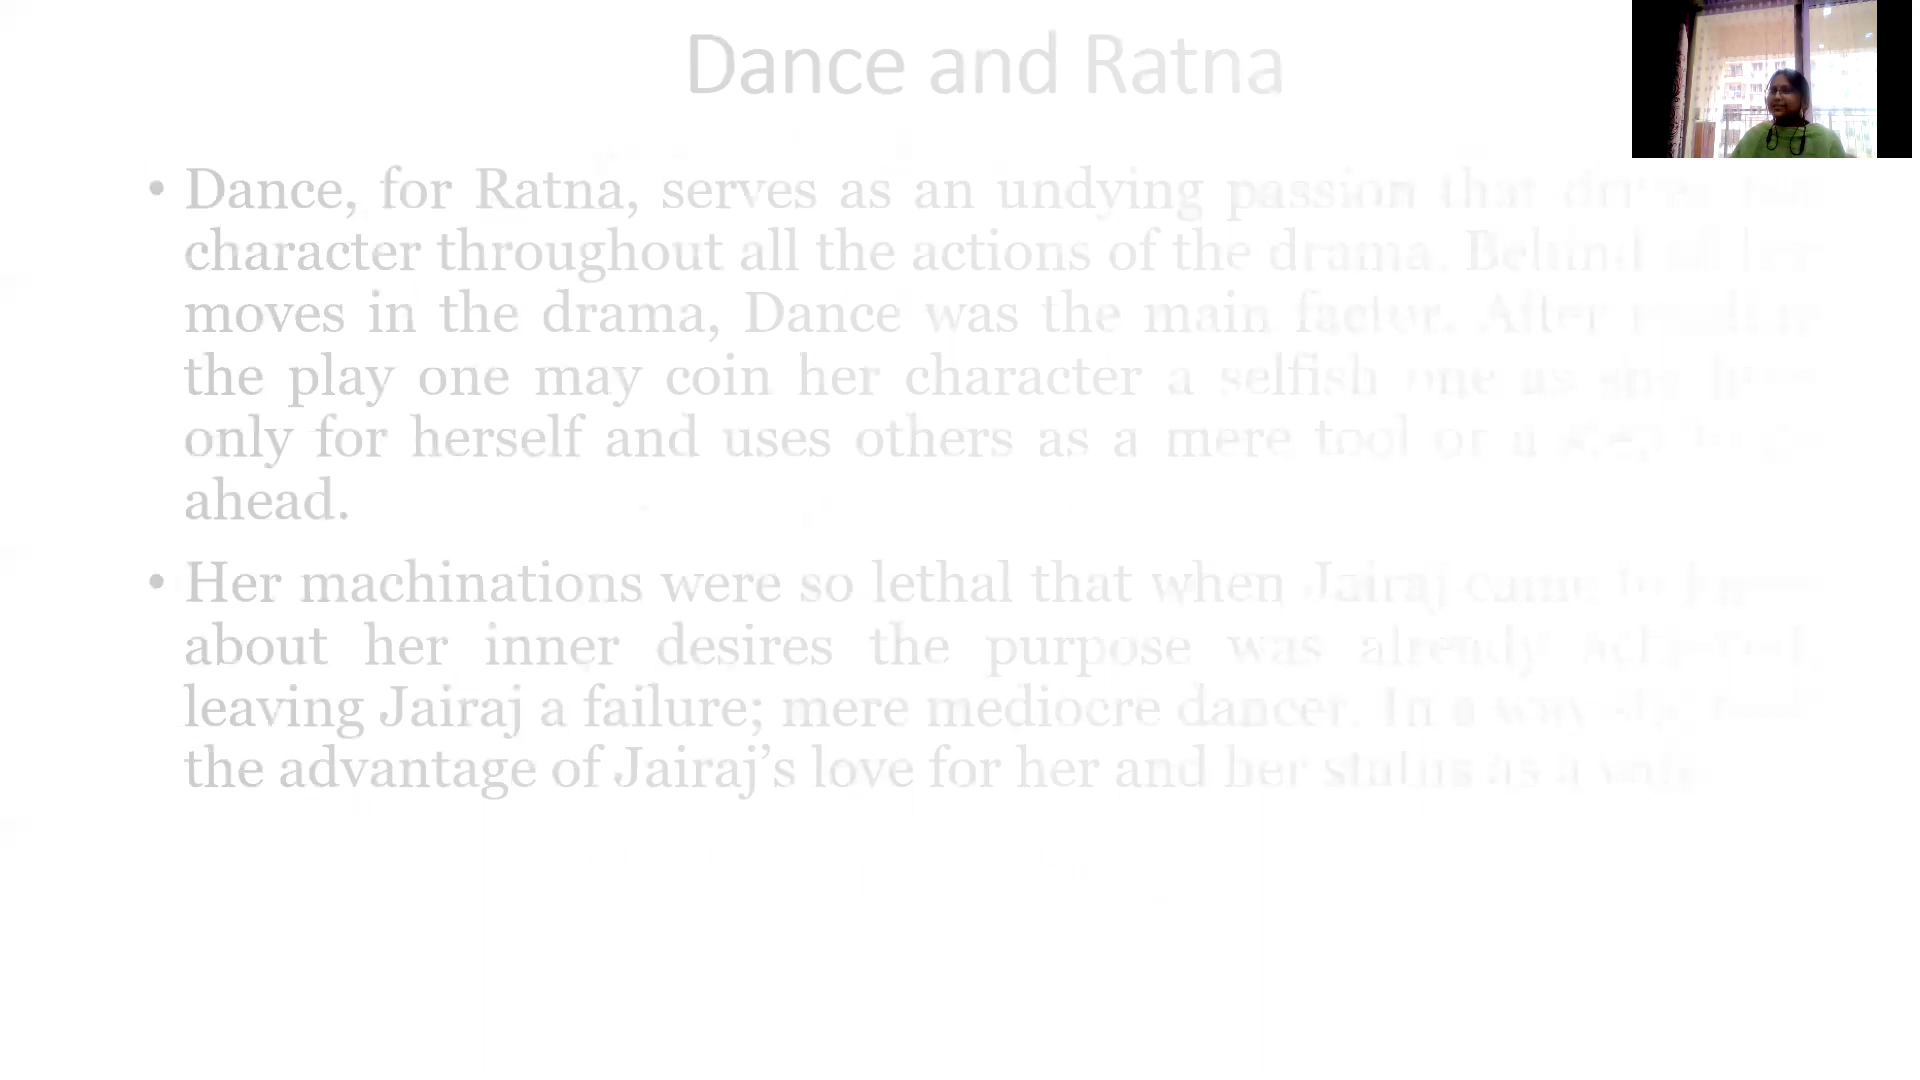 Dance and Ratna
• Dance, for Ratna, serves as an undying passion that
character throughout all the actions of the drama. Behind all her
moves in the drama, Dance was the main factor. After
the play one may coin her character a selfish one as she
only for herself and uses others as a mere tool or a step
ahead.
• Her machinations were so lethal that when Jairaj came to
about her inner desires the purpose was already
leaving Jairaj a failure; mere mediocre dancer. In a way
the advantage of Jairaj’s love for her and her status as a